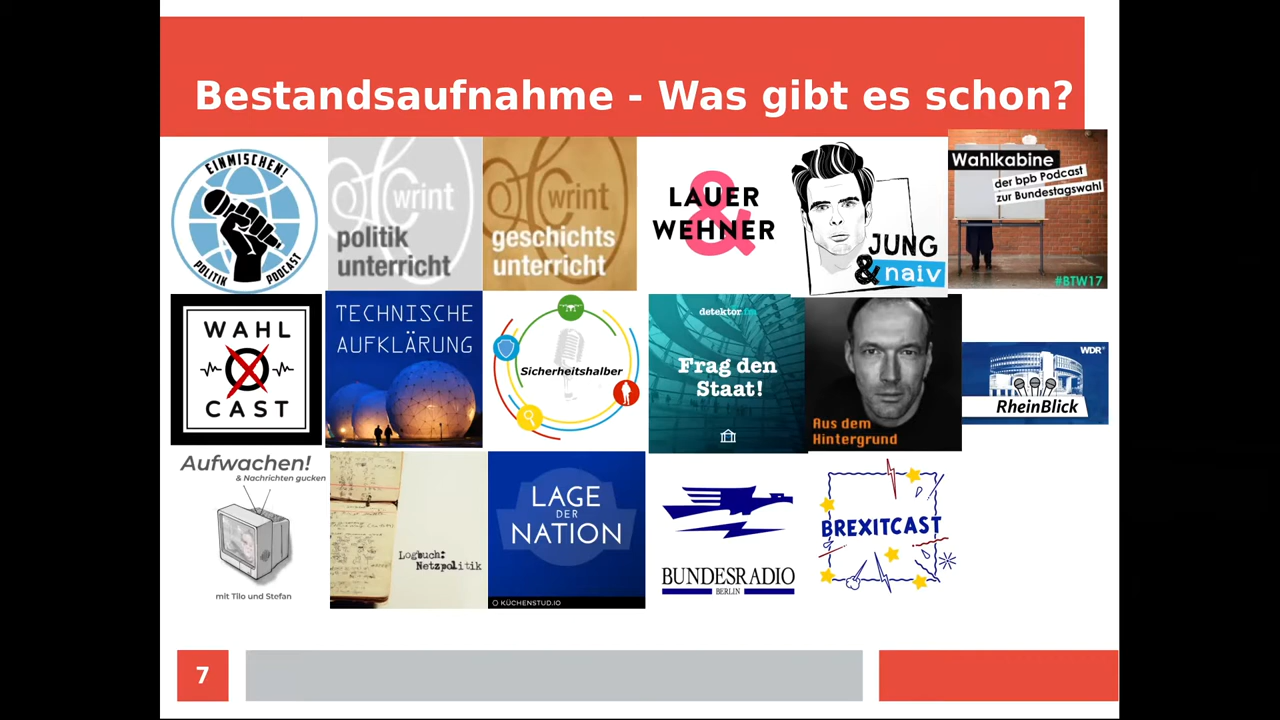 Bestandsaufnahme - Was gibt es schon?
EINMISCHEN!
POLITIK PODCAST
wrint
politik
unterricht
wrint
geschichts
unterricht
LAUER
&
WEHNER
JUNG
& naiv
Wahlkabine
der bpb Podcast
zur Bundestagswahl
#BTW17
WAHL
CAST
TECHNISCHE
AUFKLÄRUNG
Sicherheitshalber
detektor.fm
Frag den
Staat!
Aus dem
Hintergrund
WDR
RheinBlick
Aufwachen!
& Nachrichten gucken
mit Tilo und Stefan
Logbuch:
Netzpolitik
LAGE
DER
NATION
KÜCHENSTUD.IO
BUNDESRADIO
BERLIN
BREXITCAST
7